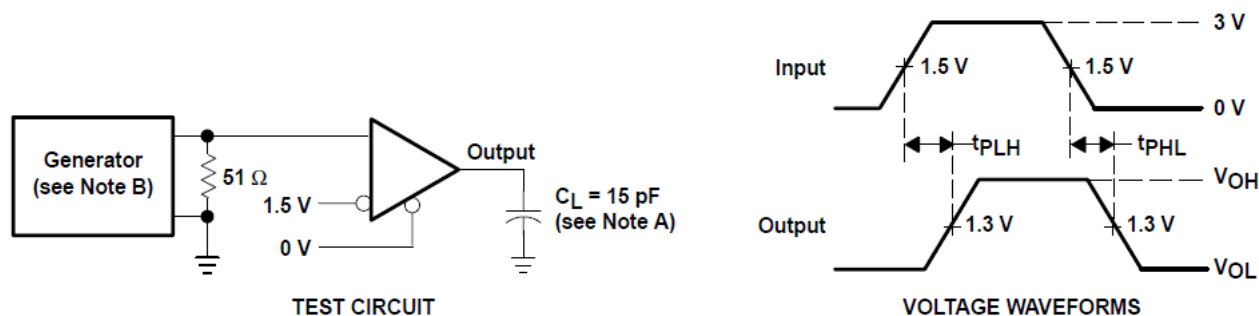 Generator
(see Note B)
51 Ω
1.5 V
0 V
Output
C_L = 15 pF
(see Note A)
TEST CIRCUIT
Input
1.5 V
1.5 V
3 V
0 V
t_PLH
t_PHL
Output
1.3 V
1.3 V
V_OH
V_OL
VOLTAGE WAVEFORMS